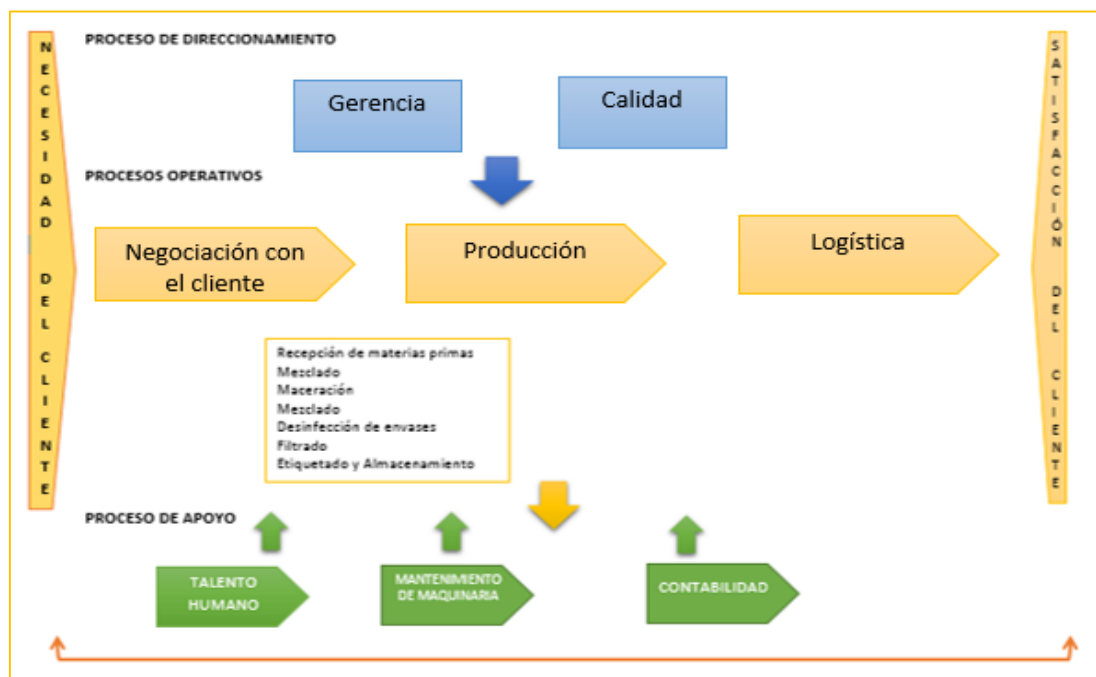 NECESIDAD DEL CLIENTE
PROCESO DE DIRECCIONAMIENTO
Gerencia
Calidad
PROCESOS OPERATIVOS
Negociación con
el cliente
Producción
Logística
Recepción de materias primas
Mezclado
Maceración
Mezclado
Desinfección de envases
Filtrado
Etiquetado y Almacenamiento
PROCESO DE APOYO
TALENTO
HUMANO
MANTENIMIENTO
DE MAQUINARIA
CONTABILIDAD
SATISFACCIÓN DEL CLIENTE